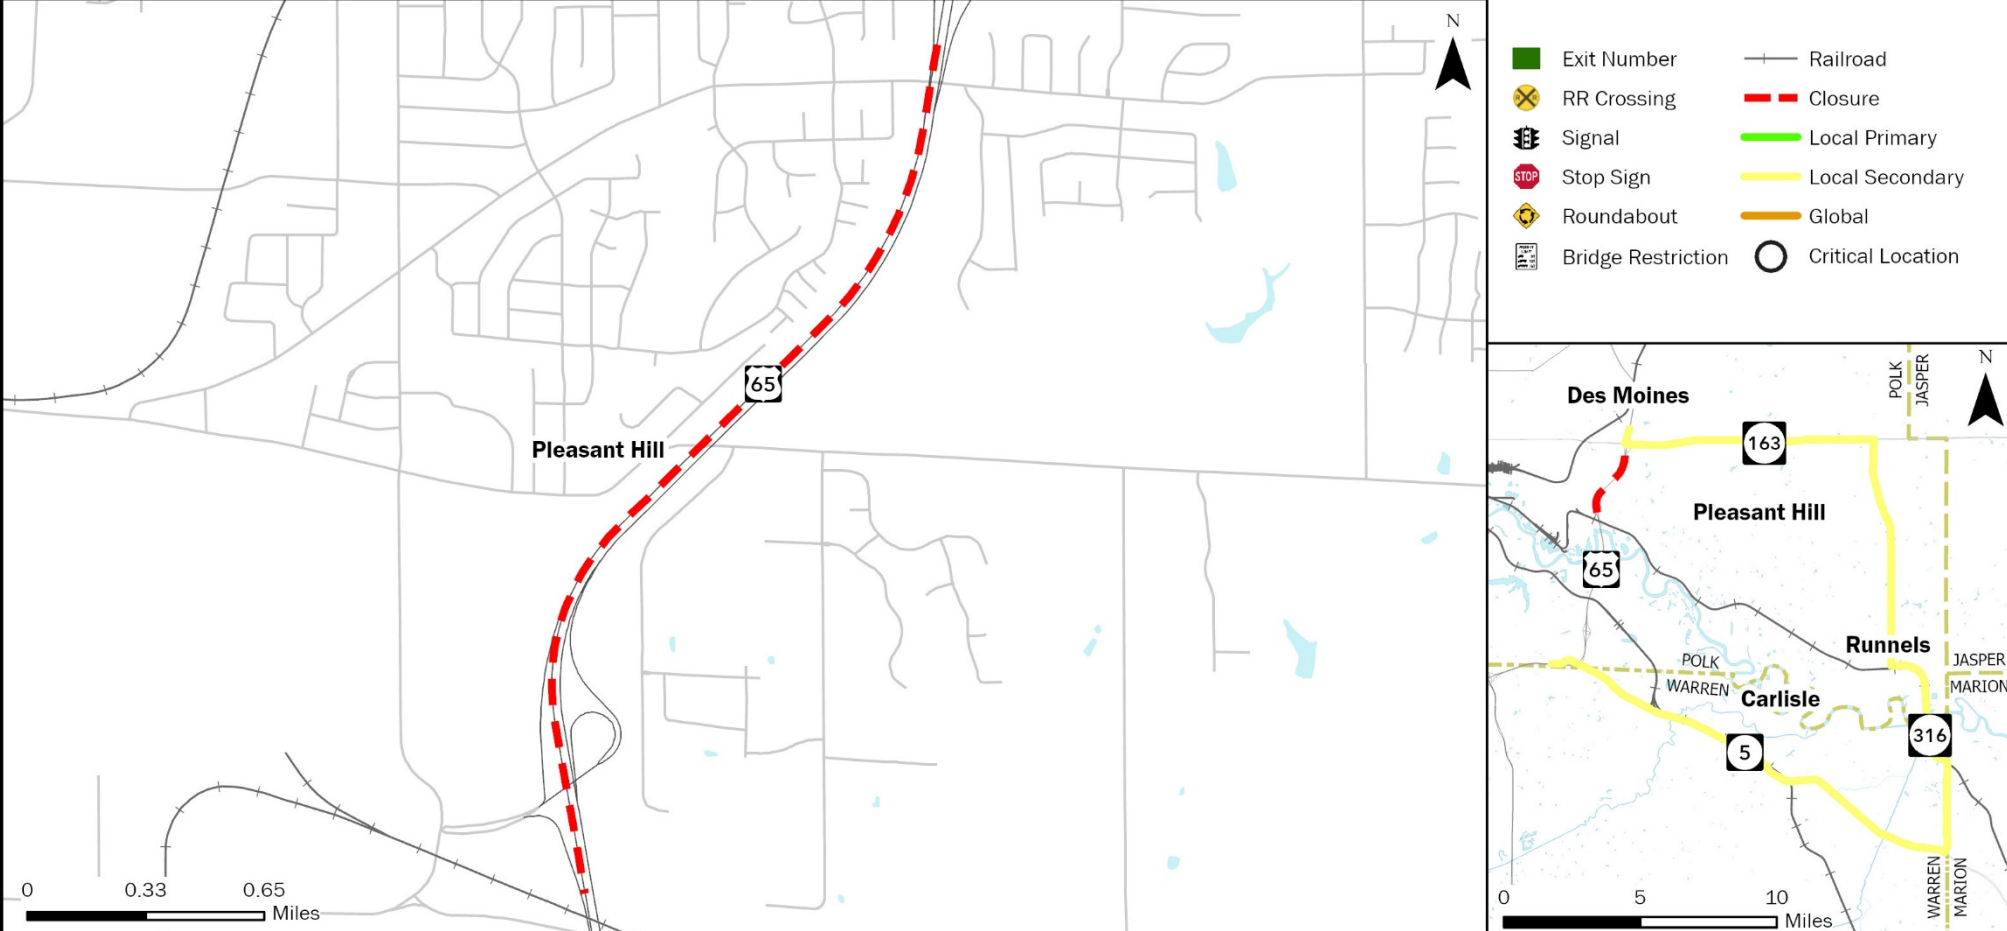 N
65
Pleasant Hill
0 0.33 0.65
Miles
Exit Number
RR Crossing
Signal
STOP
Stop Sign
Roundabout
Bridge Restriction
Railroad
Closure
Local Primary
Local Secondary
Global
Critical Location
N
POLK
JASPER
Des Moines
163
Pleasant Hill
65
Runnels
POLK
WARREN
JASPER
MARION
Carlisle
316
5
WARREN
MARION
0 5 10
Miles